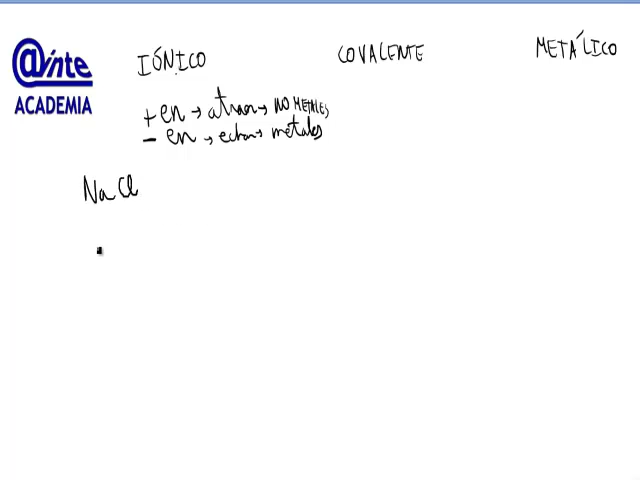 @inte
ACADEMIA
IÓNICO
COVALENTE
METÁLICO
+ en → atraen → NO METALES
- en → echan → metales
NaCl